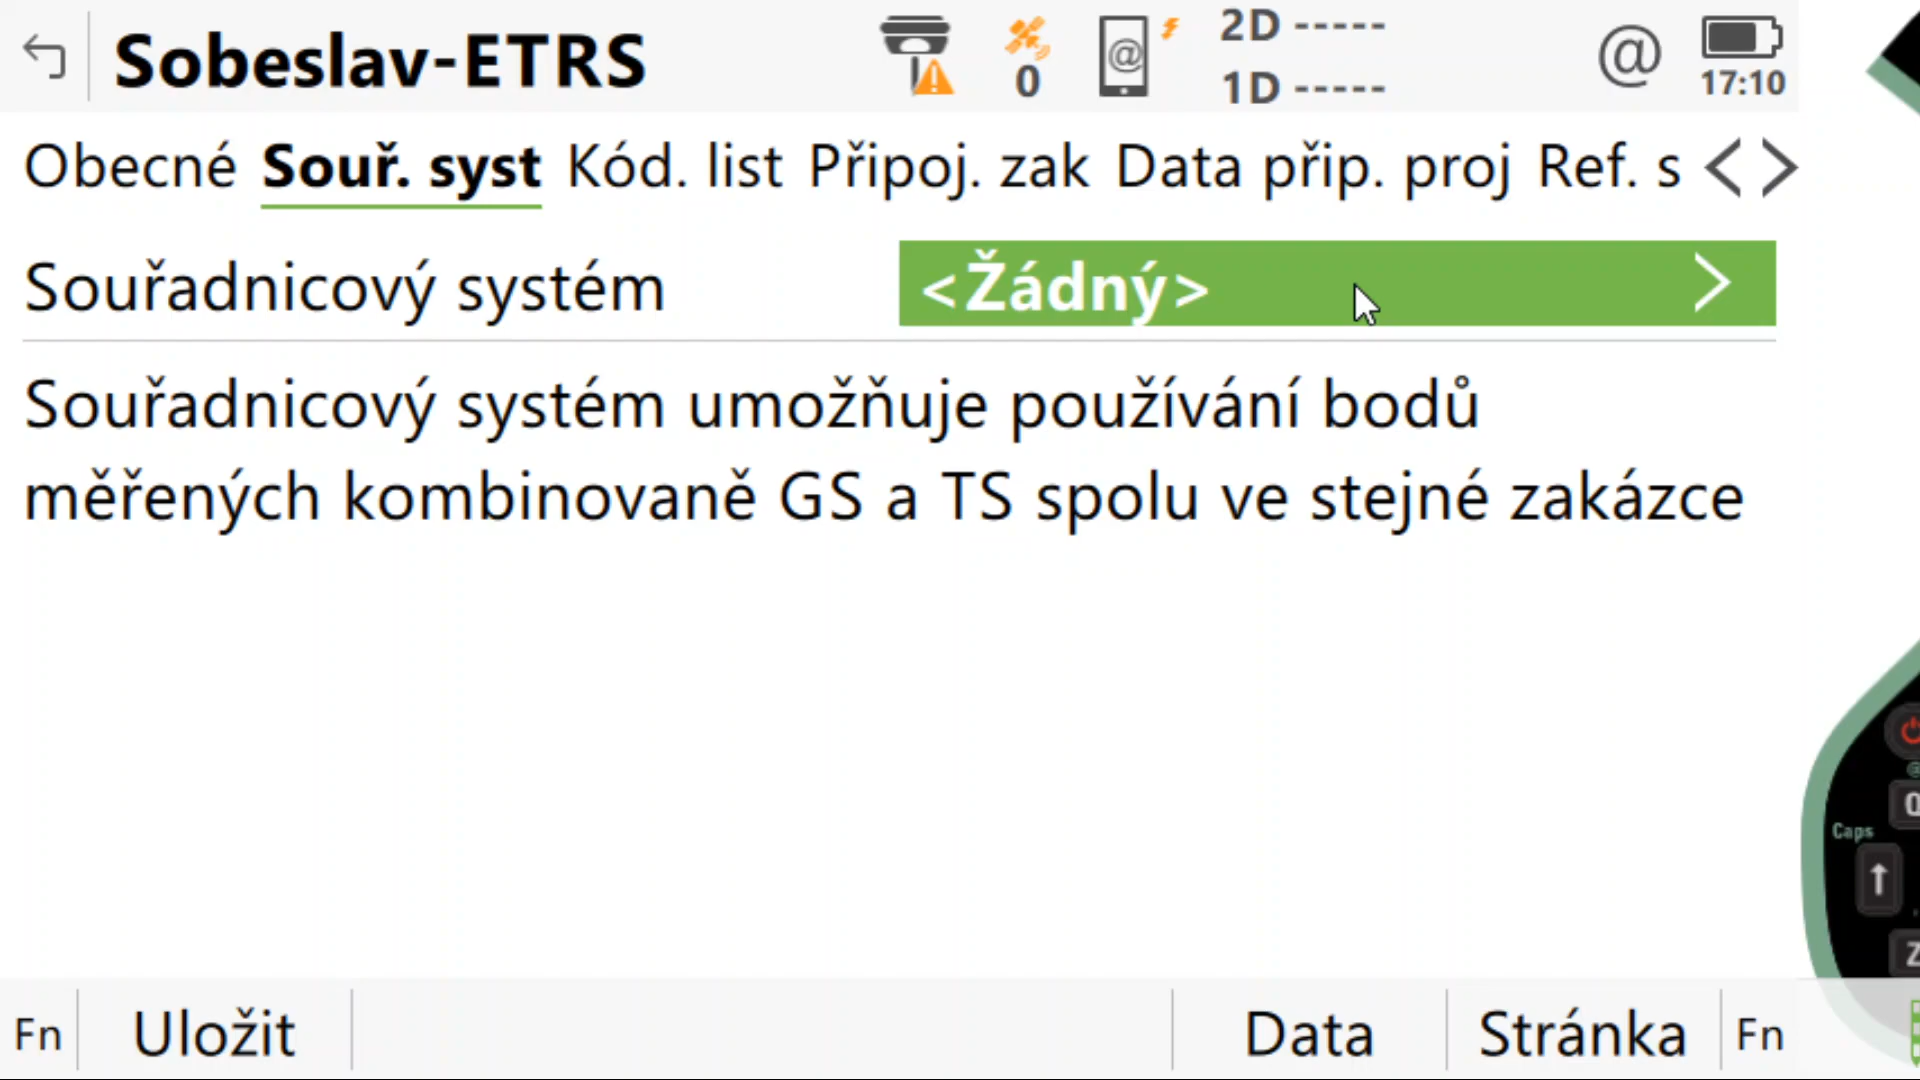 Sobeslav-ETRS
0
@
2D -----
1D -----
@
17:10
Obecné Souř. syst Kód. list Připoj. zak Data přip. proj Ref. s
Souřadnicový systém <Žádný>
Souřadnicový systém umožňuje používání bodů
měřených kombinovaně GS a TS spolu ve stejné zakázce
Caps
Fn Uložit Data Stránka Fn